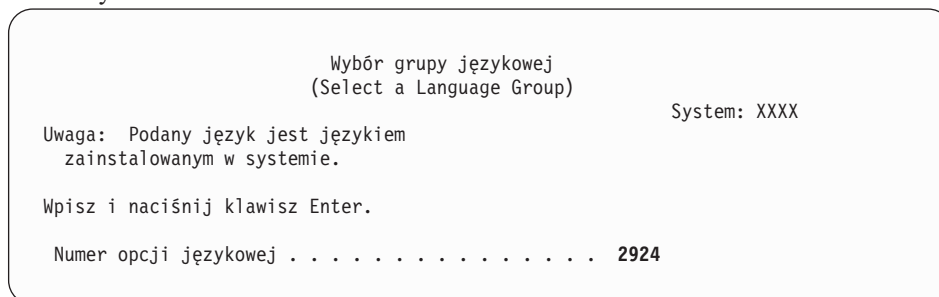 Wybór grupy językowej
(Select a Language Group)
System: XXXX
Uwaga: Podany język jest językiem
zainstalowanym w systemie.
Wpisz i naciśnij klawisz Enter.
Numer opcji językowej . . . . . . . . . . . . . . . 2924